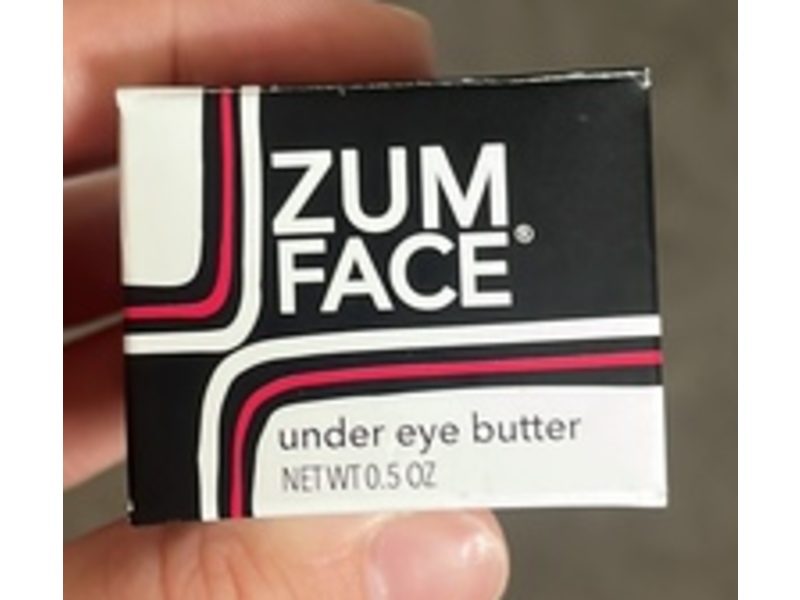 ZUM
FACE®
under eye butter
NET WT 0.5 OZ